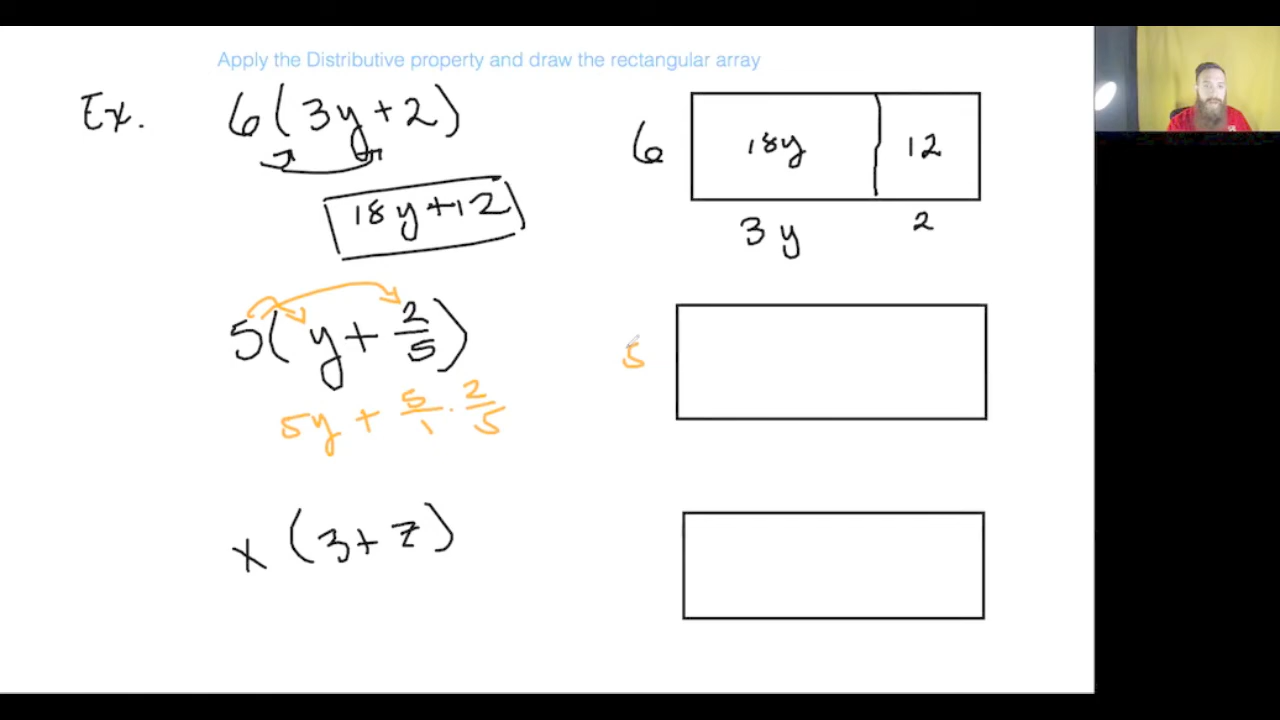 Apply the Distributive property and draw the rectangular array
Ex. 6(3y+2)
18y+12
6 18y 12
3y 2
5(y+2/5)
5y + 5/1 · 2/5
5
x(3+z)